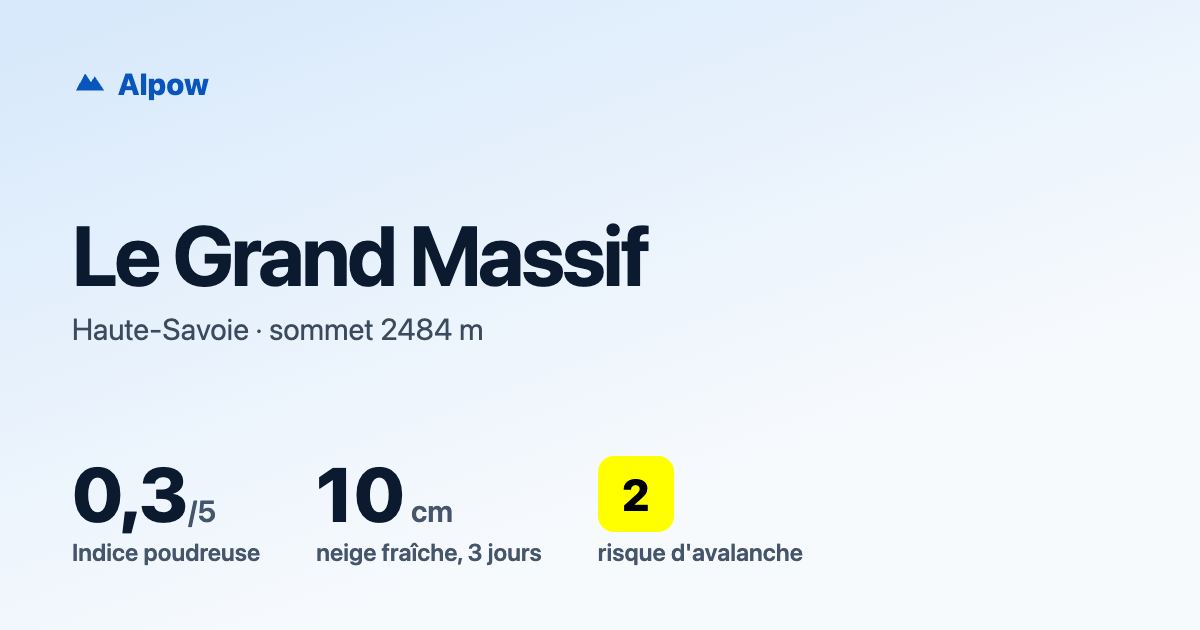 Alpow
Le Grand Massif
Haute-Savoie · sommet 2484 m
0,3/5
Indice poudreuse
10 cm
neige fraîche, 3 jours
2
risque d'avalanche